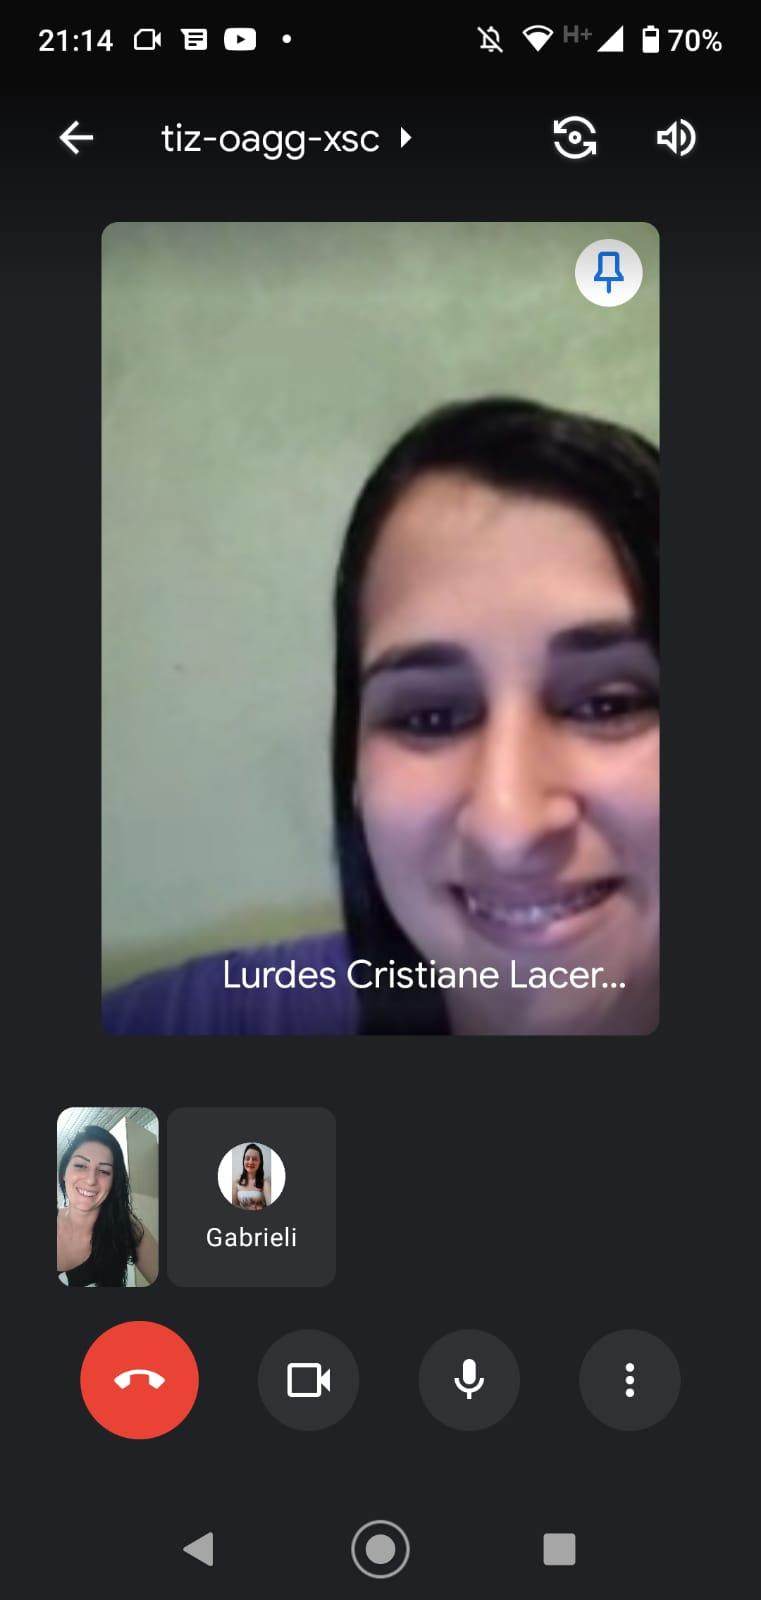 21:14 H+ 70%
tiz-oagg-xsc
Lurdes Cristiane Lacer...
Gabrieli